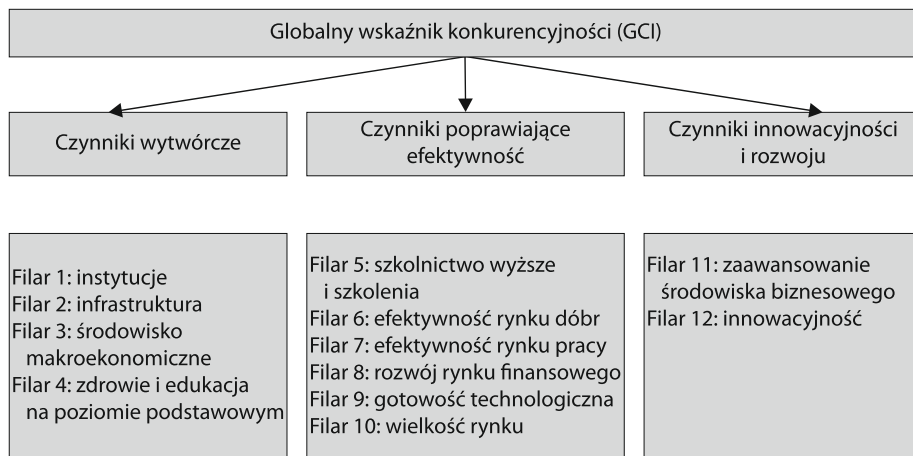 Globalny wskaźnik konkurencyjności (GCI)
Czynniki wytwórcze
Czynniki poprawiające
efektywność
Czynniki innowacyjności
i rozwoju
Filar 1: instytucje
Filar 2: infrastruktura
Filar 3: środowisko
makroekonomiczne
Filar 4: zdrowie i edukacja
na poziomie podstawowym
Filar 5: szkolnictwo wyższe
i szkolenia
Filar 6: efektywność rynku dóbr
Filar 7: efektywność rynku pracy
Filar 8: rozwój rynku finansowego
Filar 9: gotowość technologiczna
Filar 10: wielkość rynku
Filar 11: zaawansowanie
środowiska biznesowego
Filar 12: innowacyjność